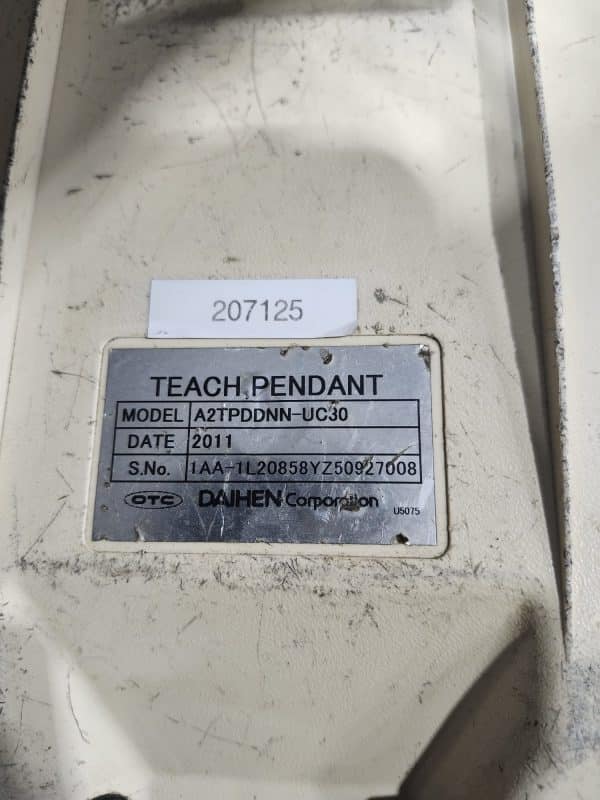 207125
TEACH PENDANT
MODEL A2TPDDNN-UC30
DATE 2011
S.No. 1AA-1L20858YZ50927008
OTC DAIHEN Corporation U5075